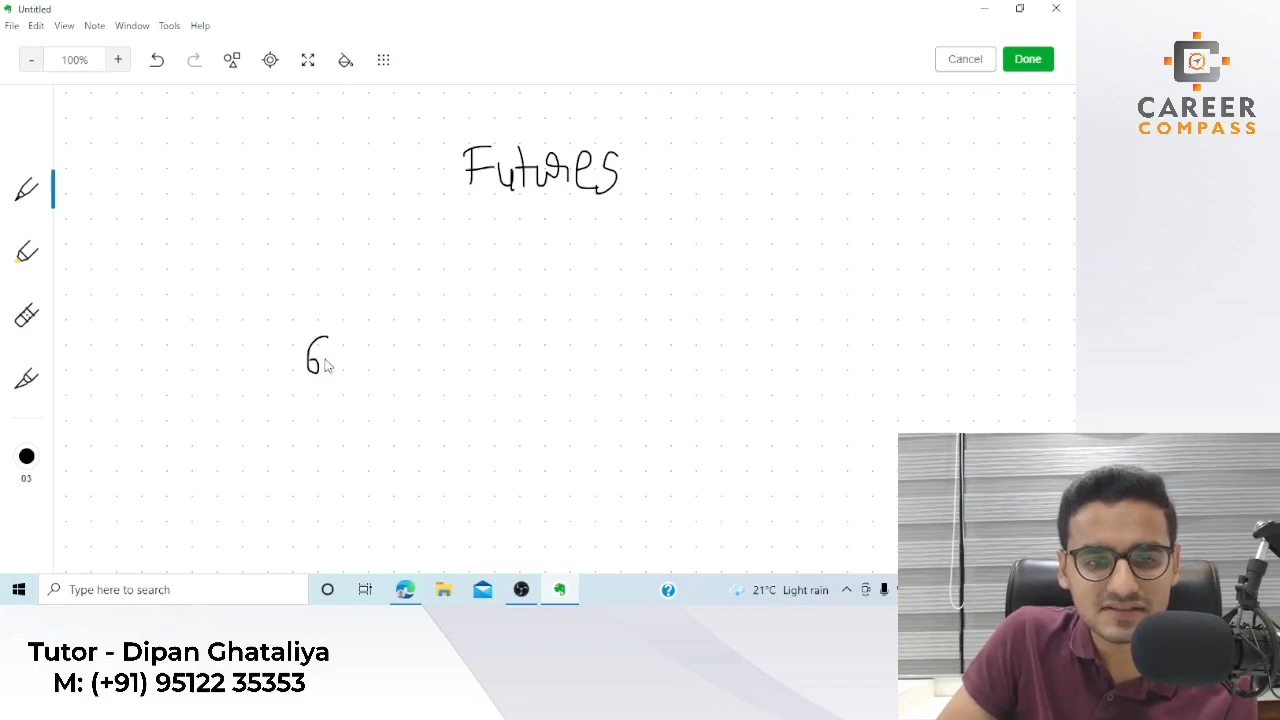 Untitled
File Edit View Note Window Tools Help
- 100% +
Cancel Done
CAREER
COMPASS
Futures
6
03
Type here to search
21°C Light rain
Tutor - Dipan Ghataliya
M: (+91) 95122 35353